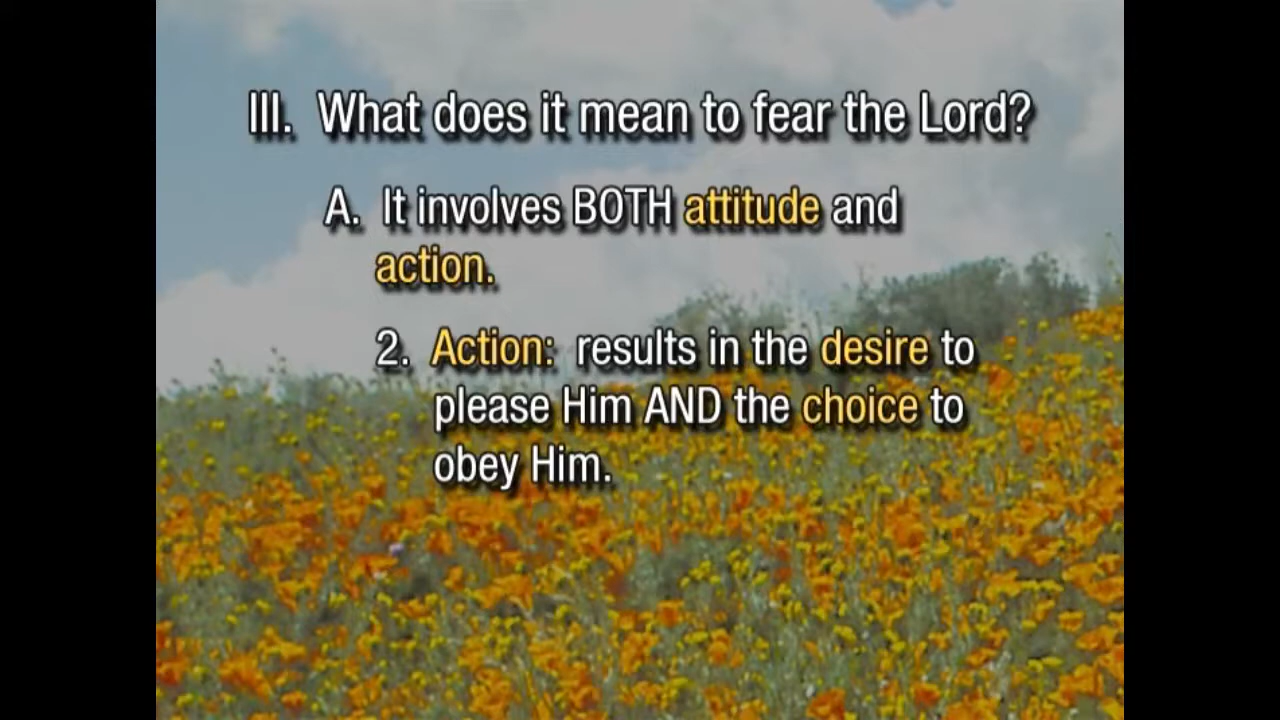 III. What does it mean to fear the Lord?
A. It involves BOTH attitude and
action.
2. Action: results in the desire to
please Him AND the choice to
obey Him.